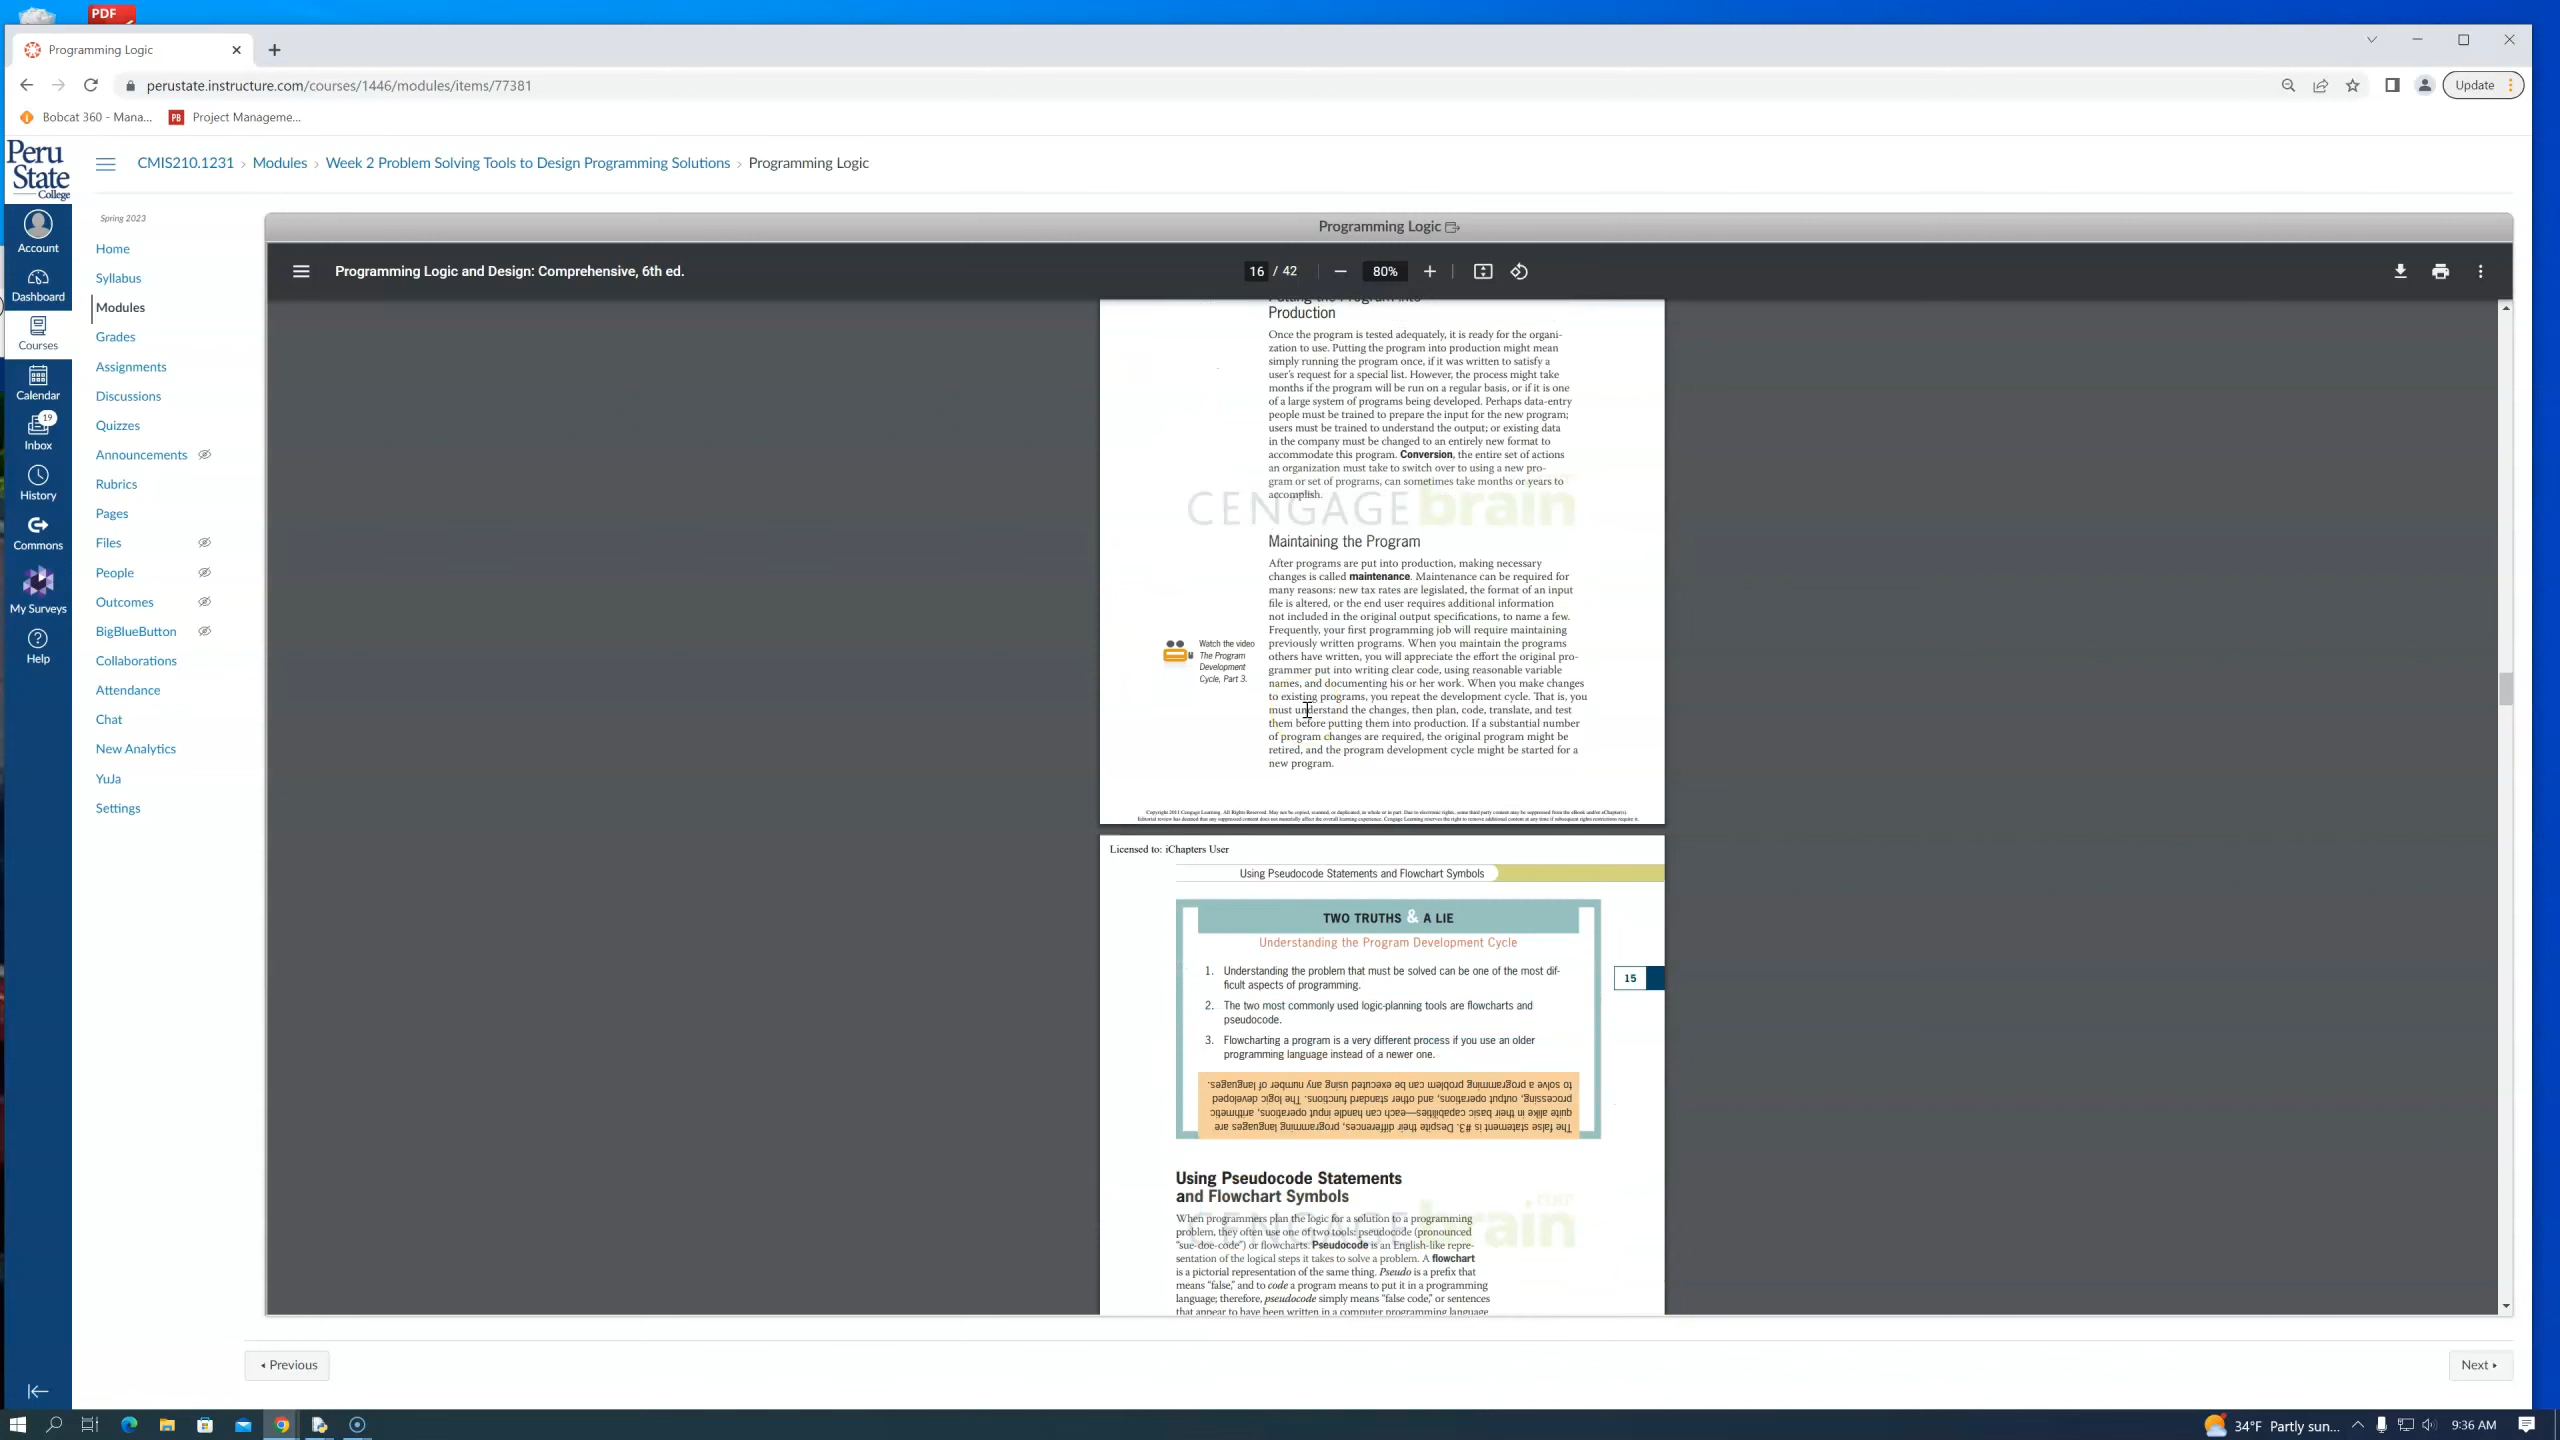 PDF
Programming Logic
perustate.instructure.com/courses/1446/modules/items/77381
Update
Bobcat 360 - Mana...
PB Project Manageme...
Peru
State
College
CMIS210.1231 › Modules › Week 2 Problem Solving Tools to Design Programming Solutions › Programming Logic
Account
Dashboard
Courses
Calendar
19
Inbox
History
Commons
My Surveys
Help
Spring 2023
Home
Syllabus
Modules
Grades
Assignments
Discussions
Quizzes
Announcements
Rubrics
Pages
Files
People
Outcomes
BigBlueButton
Collaborations
Attendance
Chat
New Analytics
YuJa
Settings
Programming Logic
Programming Logic and Design: Comprehensive, 6th ed.
16 / 42
80%
Putting the Program into
Production
Once the program is tested adequately, it is ready for the organi-
zation to use. Putting the program into production might mean
simply running the program once, if it was written to satisfy a
user's request for a special list. However, the process might take
months if the program will be run on a regular basis, or if it is one
of a large system of programs being developed. Perhaps data-entry
people must be trained to prepare the input for the new program;
users must be trained to understand the output; or existing data
in the company must be changed to an entirely new format to
accommodate this program. Conversion, the entire set of actions
an organization must take to switch over to using a new pro-
gram or set of programs, can sometimes take months or years to
accomplish.
CENGAGE brain
Maintaining the Program
After programs are put into production, making necessary
changes is called maintenance. Maintenance can be required for
many reasons: new tax rates are legislated, the format of an input
file is altered, or the end user requires additional information
not included in the original output specifications, to name a few.
Frequently, your first programming job will require maintaining
previously written programs. When you maintain the programs
others have written, you will appreciate the effort the original pro-
grammer put into writing clear code, using reasonable variable
names, and documenting his or her work. When you make changes
to existing programs, you repeat the development cycle. That is, you
must understand the changes, then plan, code, translate, and test
them before putting them into production. If a substantial number
of program changes are required, the original program might be
retired, and the program development cycle might be started for a
new program.
Watch the video
The Program
Development
Cycle, Part 3.
Copyright 2011 Cengage Learning. All Rights Reserved. May not be copied, scanned, or duplicated, in whole or in part. Due to electronic rights, some third party content may be suppressed from the eBook and/or eChapter(s).
Editorial review has deemed that any suppressed content does not materially affect the overall learning experience. Cengage Learning reserves the right to remove additional content at any time if subsequent rights restrictions require it.
Licensed to: iChapters User
Using Pseudocode Statements and Flowchart Symbols
TWO TRUTHS & A LIE
Understanding the Program Development Cycle
1. Understanding the problem that must be solved can be one of the most dif-
ficult aspects of programming.
2. The two most commonly used logic-planning tools are flowcharts and
pseudocode.
3. Flowcharting a program is a very different process if you use an older
programming language instead of a newer one.
15
The false statement is #3. Despite their differences, programming languages are
quite alike in their basic capabilities—each can handle input operations, arithmetic
processing, output operations, and other standard functions. The logic developed
to solve a programming problem can be executed using any number of languages.
Using Pseudocode Statements
and Flowchart Symbols
When programmers plan the logic for a solution to a programming
problem, they often use one of two tools: pseudocode (pronounced
"sue-doe-code") or flowcharts. Pseudocode is an English-like repre-
sentation of the logical steps it takes to solve a problem. A flowchart
is a pictorial representation of the same thing. Pseudo is a prefix that
means "false," and to code a program means to put it in a programming
language; therefore, pseudocode simply means "false code," or sentences
that appear to have been written in a computer programming language
CENGAGE brain
Previous
Next
34°F Partly sun...
9:36 AM